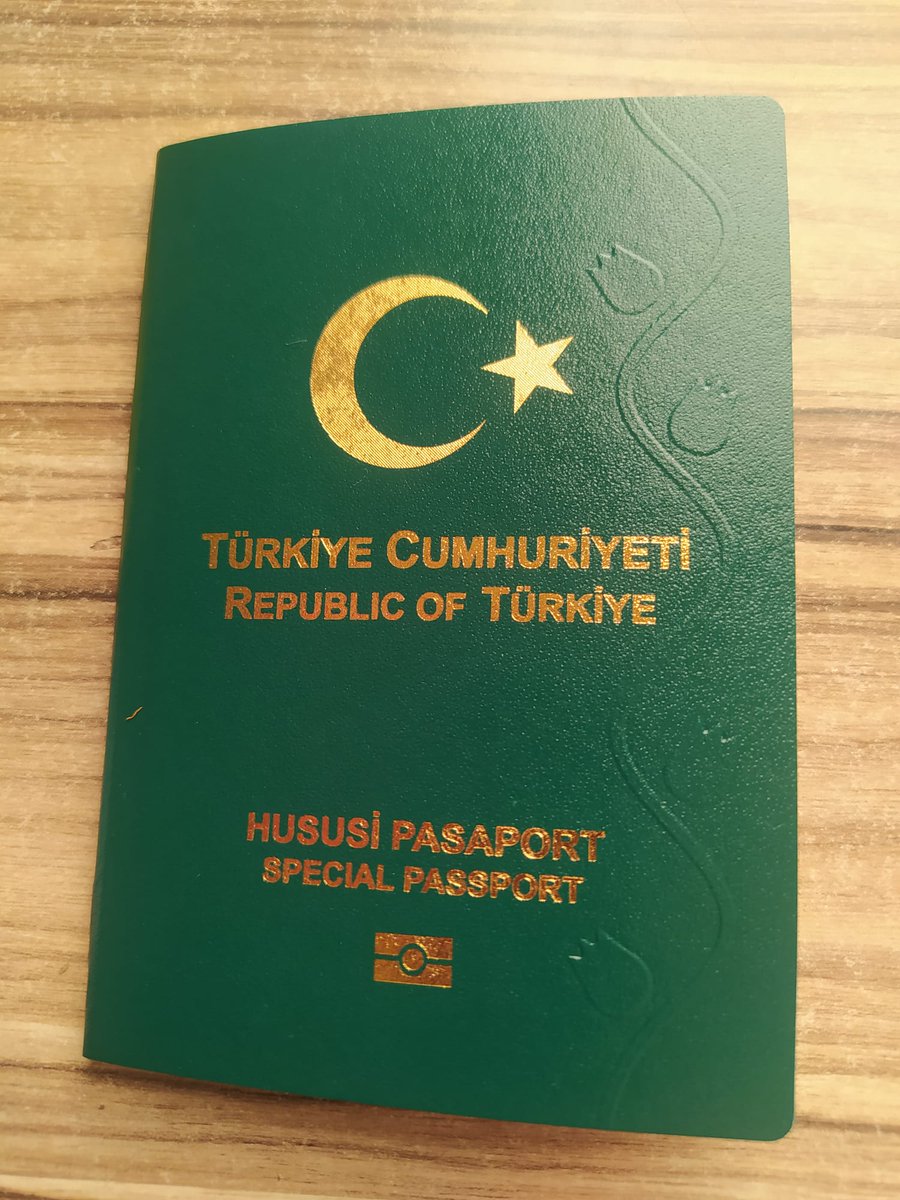 TÜRKİYE CUMHURİYETİ
REPUBLIC OF TÜRKİYE
HUSUSİ PASAPORT
SPECIAL PASSPORT